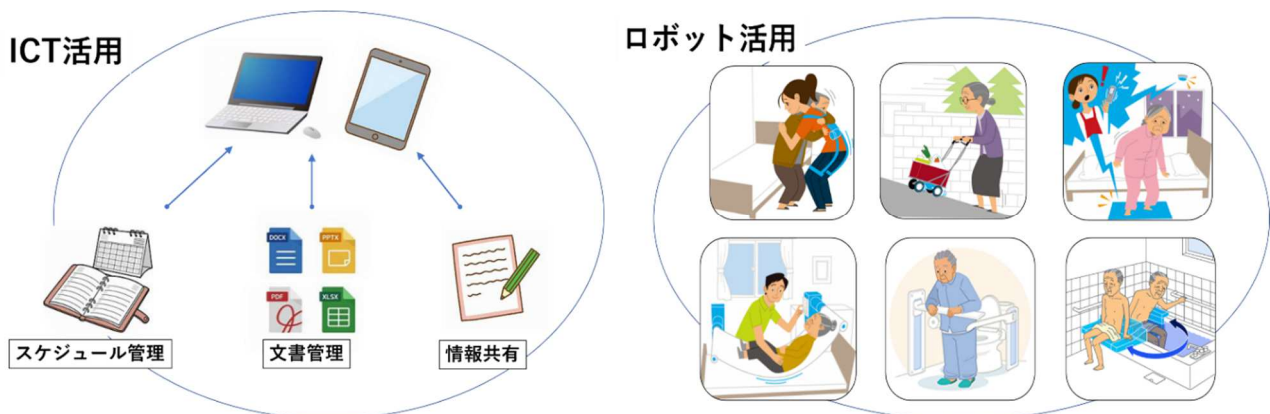 ICT活用
DOCX
PPTX
PDF
XLSX
スケジュール管理
文書管理
情報共有
ロボット活用